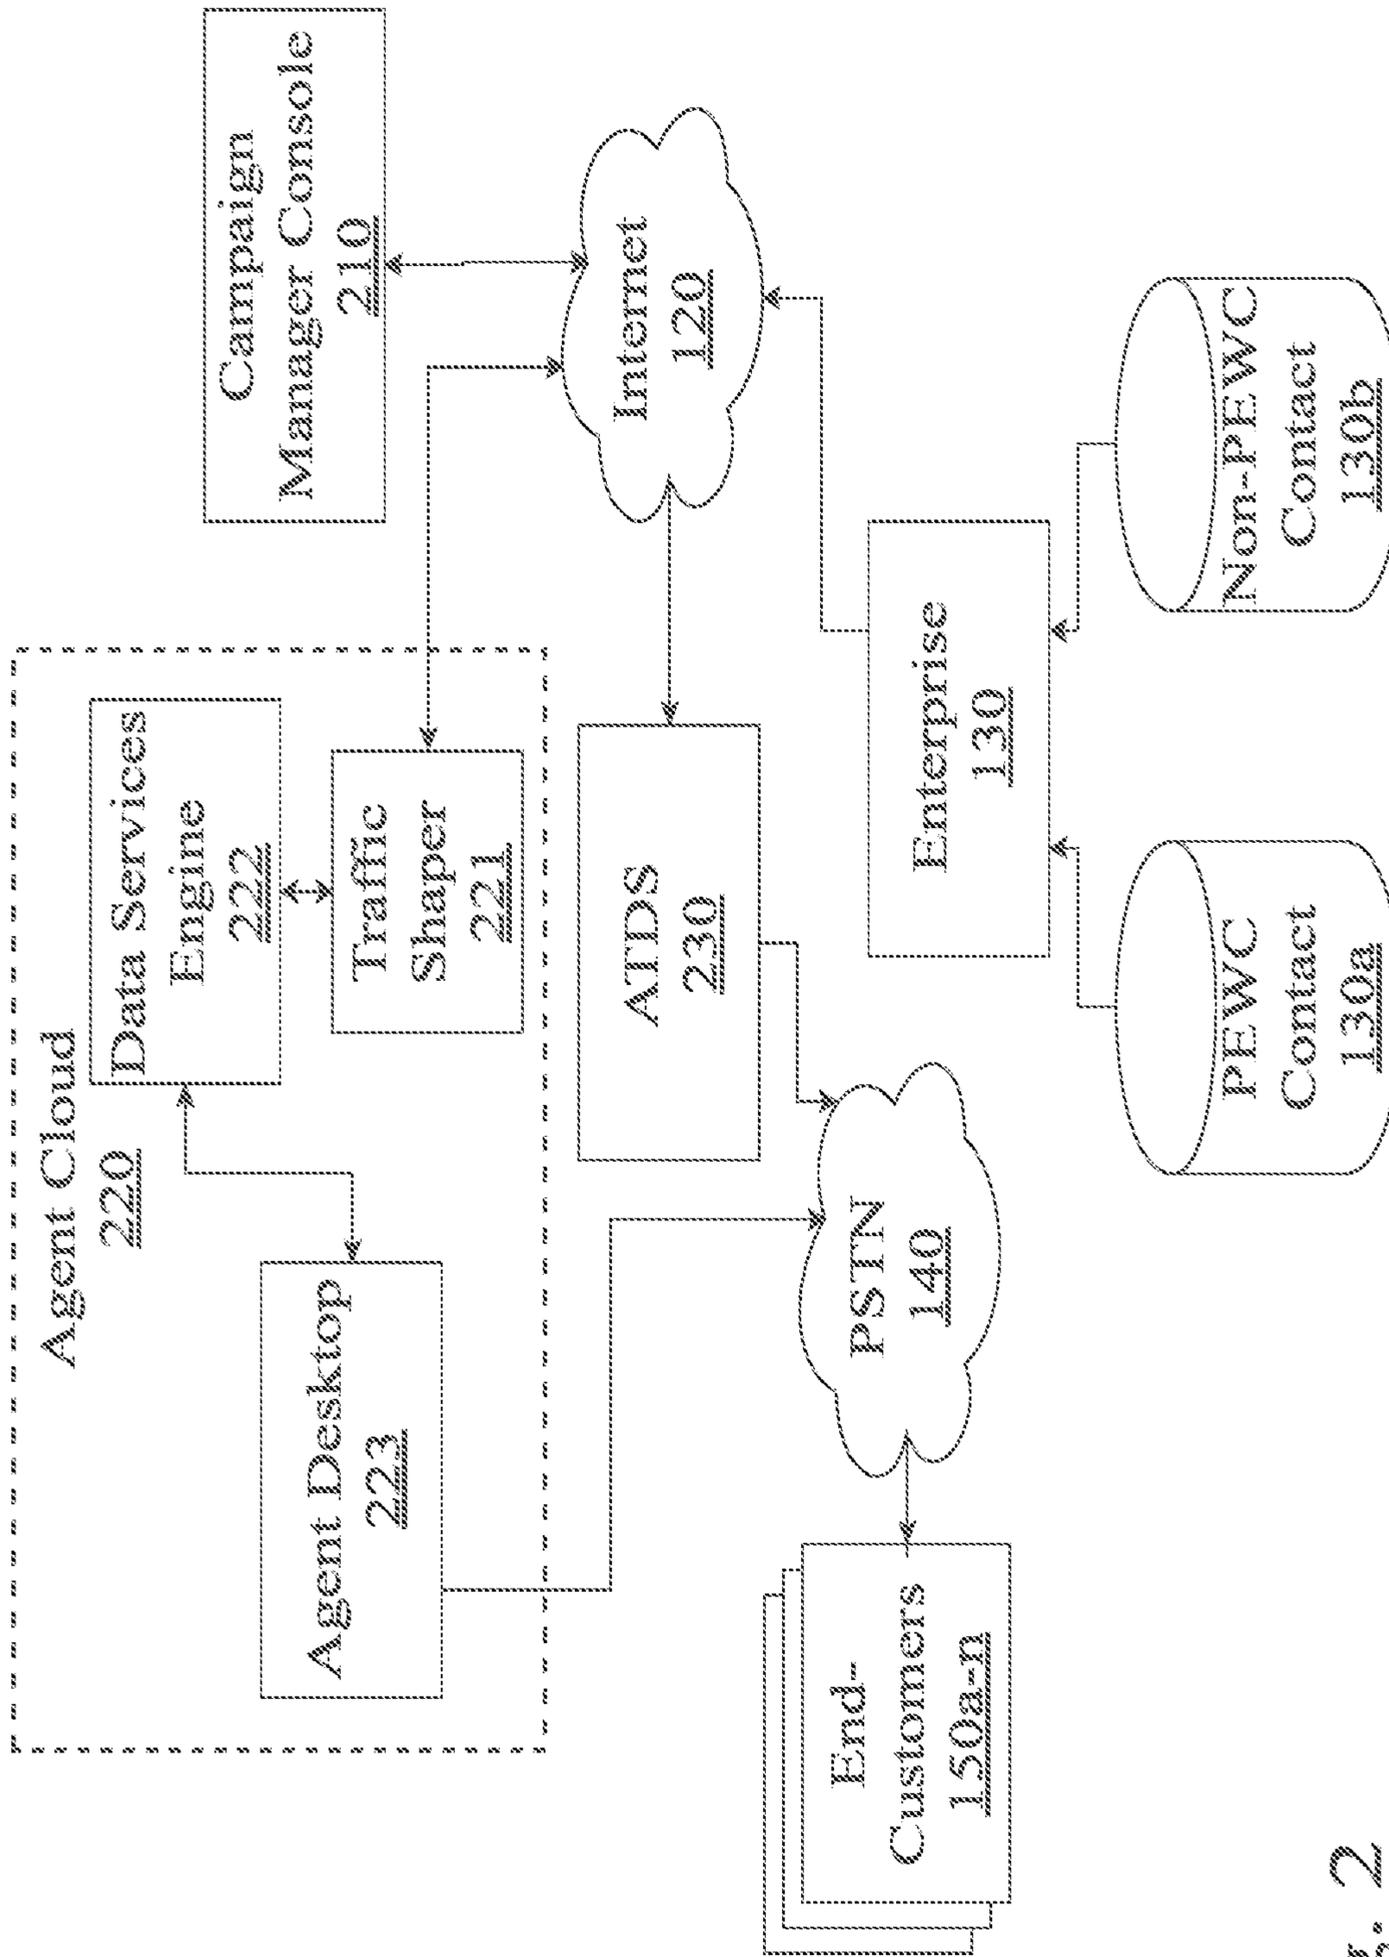 Agent Cloud
220
Agent Desktop
223
Data Services
Engine
222
Traffic
Shaper
221
Campaign
Manager Console
210
Internet
120
ATDS
230
PSTN
140
End-
Customers
150a-n
Enterprise
130
PEWC
Contact
130a
Non-PEWC
Contact
130b
2